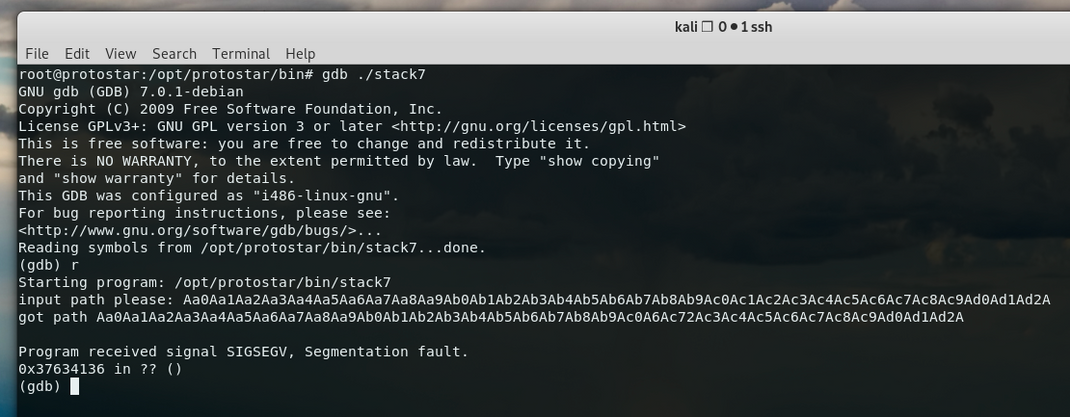 kali ❐ 0 ● 1 ssh
File Edit View Search Terminal Help
root@protostar:/opt/protostar/bin# gdb ./stack7
GNU gdb (GDB) 7.0.1-debian
Copyright (C) 2009 Free Software Foundation, Inc.
License GPLv3+: GNU GPL version 3 or later <http://gnu.org/licenses/gpl.html>
This is free software: you are free to change and redistribute it.
There is NO WARRANTY, to the extent permitted by law.  Type "show copying"
and "show warranty" for details.
This GDB was configured as "i486-linux-gnu".
For bug reporting instructions, please see:
<http://www.gnu.org/software/gdb/bugs/>...
Reading symbols from /opt/protostar/bin/stack7...done.
(gdb) r
Starting program: /opt/protostar/bin/stack7
input path please: Aa0Aa1Aa2Aa3Aa4Aa5Aa6Aa7Aa8Aa9Ab0Ab1Ab2Ab3Ab4Ab5Ab6Ab7Ab8Ab9Ac0Ac1Ac2Ac3Ac4Ac5Ac6Ac7Ac8Ac9Ad0Ad1Ad2A
got path Aa0Aa1Aa2Aa3Aa4Aa5Aa6Aa7Aa8Aa9Ab0Ab1Ab2Ab3Ab4Ab5Ab6Ab7Ab8Ab9Ac0A6Ac72Ac3Ac4Ac5Ac6Ac7Ac8Ac9Ad0Ad1Ad2A
Program received signal SIGSEGV, Segmentation fault.
0x37634136 in ?? ()
(gdb)